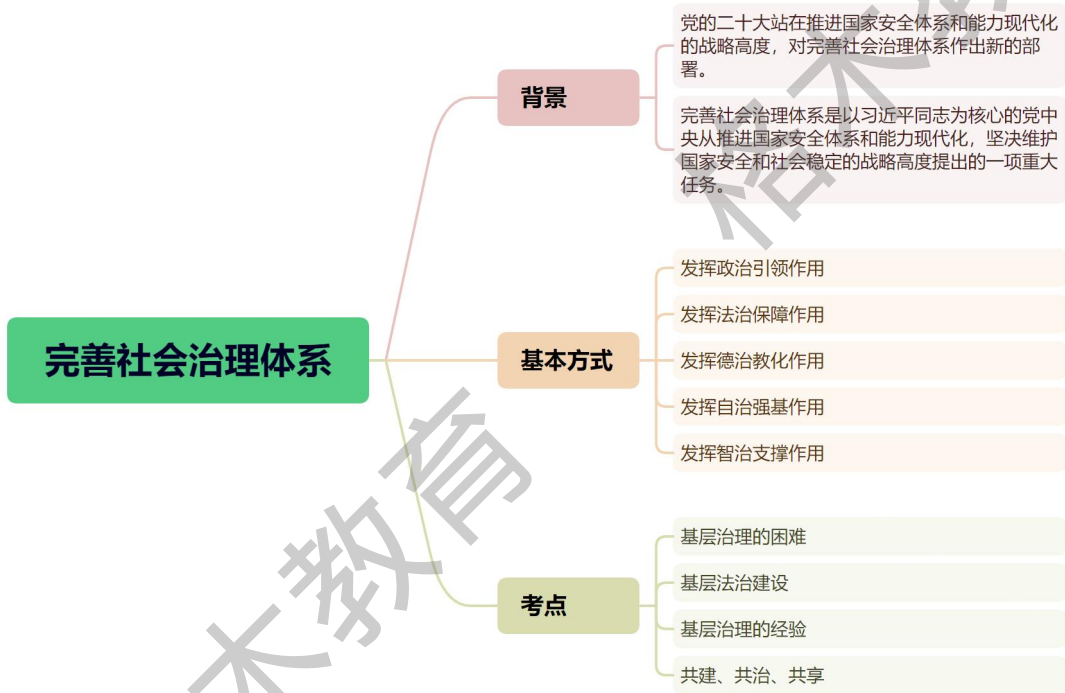 党的二十大站在推进国家安全体系和能力现代化
的战略高度，对完善社会治理体系作出新的部
署。
背景
完善社会治理体系是以习近平同志为核心的党中
央从推进国家安全体系和能力现代化，坚决维护
国家安全和社会稳定的战略高度提出的一项重大
任务。
发挥政治引领作用
发挥法治保障作用
完善社会治理体系
基本方式
发挥德治教化作用
发挥自治强基作用
发挥智治支撑作用
基层治理的困难
基层法治建设
考点
基层治理的经验
共建、共治、共享
格木教
木教育